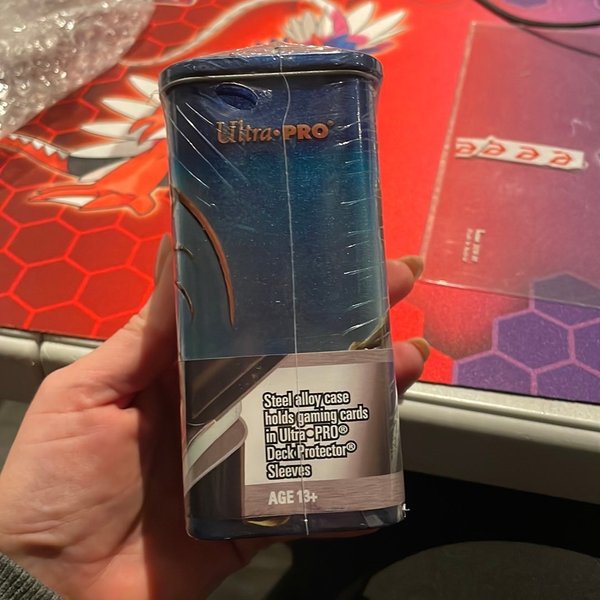 Ultra•PRO®
Steel alloy case
holds gaming cards
in Ultra•PRO®
Deck Protector®
Sleeves
AGE 13+